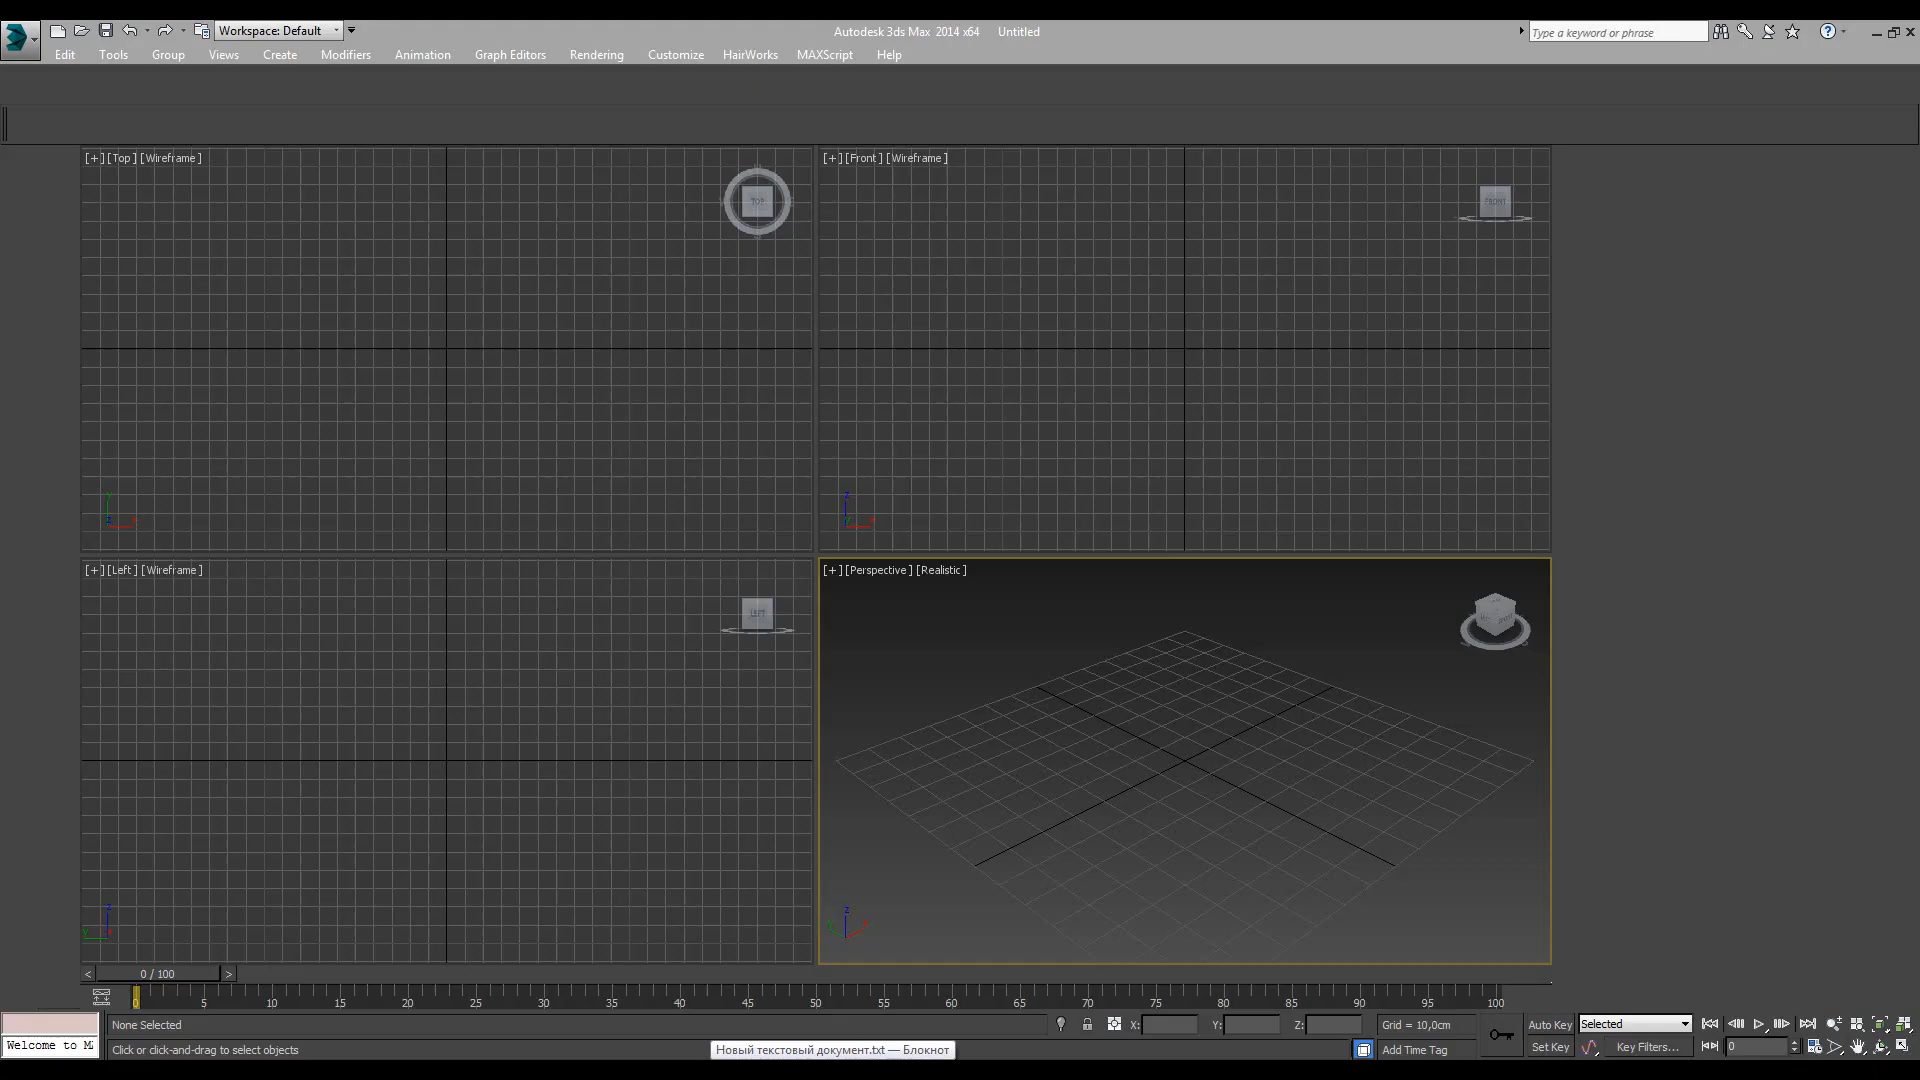 Workspace: Default
Autodesk 3ds Max 2014 x64 Untitled
Type a keyword or phrase
Edit Tools Group Views Create Modifiers Animation Graph Editors Rendering Customize HairWorks MAXScript Help
[+] [Top] [Wireframe]
TOP
[+] [Front] [Wireframe]
FRONT
y
z x
z
y x
[+] [Left] [Wireframe]
LEFT
[+] [Perspective] [Realistic]
z
y
z
< 0 / 100 >
0 5 10 15 20 25 30 35 40 45 50 55 60 65 70 75 80 85 90 95 100
None Selected
X: Y: Z: Grid = 10,0cm
Auto Key Selected
Welcome to M
Click or click-and-drag to select objects
Новый текстовый документ.txt — Блокнот
Add Time Tag
Set Key Key Filters... 0